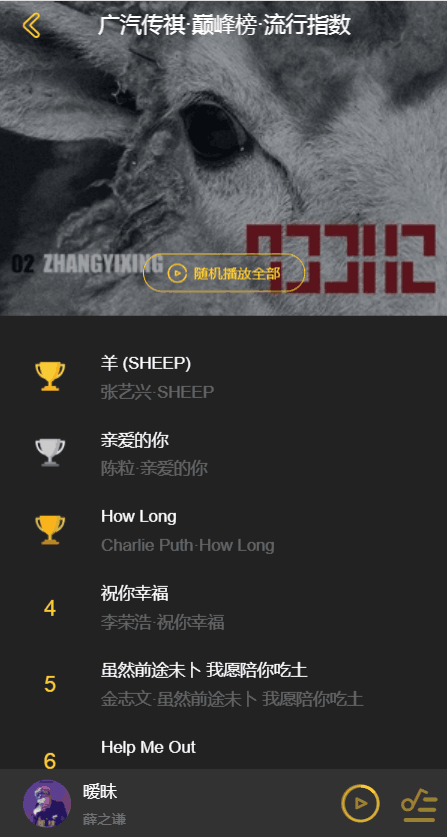 广汽传祺·巅峰榜·流行指数
02 ZHANGYIXING
随机播放全部
羊 (SHEEP)
张艺兴·SHEEP
亲爱的你
陈粒·亲爱的你
How Long
Charlie Puth·How Long
4
祝你幸福
李荣浩·祝你幸福
5
虽然前途未卜 我愿陪你吃土
金志文·虽然前途未卜 我愿陪你吃土
6
Help Me Out
暧昧
薛之谦